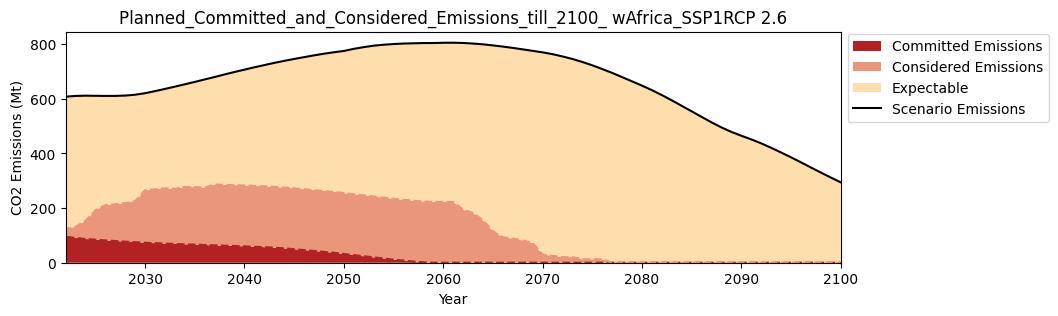 Planned_Committed_and_Considered_Emissions_till_2100_ wAfrica_SSP1RCP 2.6
Committed Emissions
Considered Emissions
Expectable
Scenario Emissions
CO2 Emissions (Mt)
800
600
400
200
0
2030 2040 2050 2060 2070 2080 2090 2100
Year